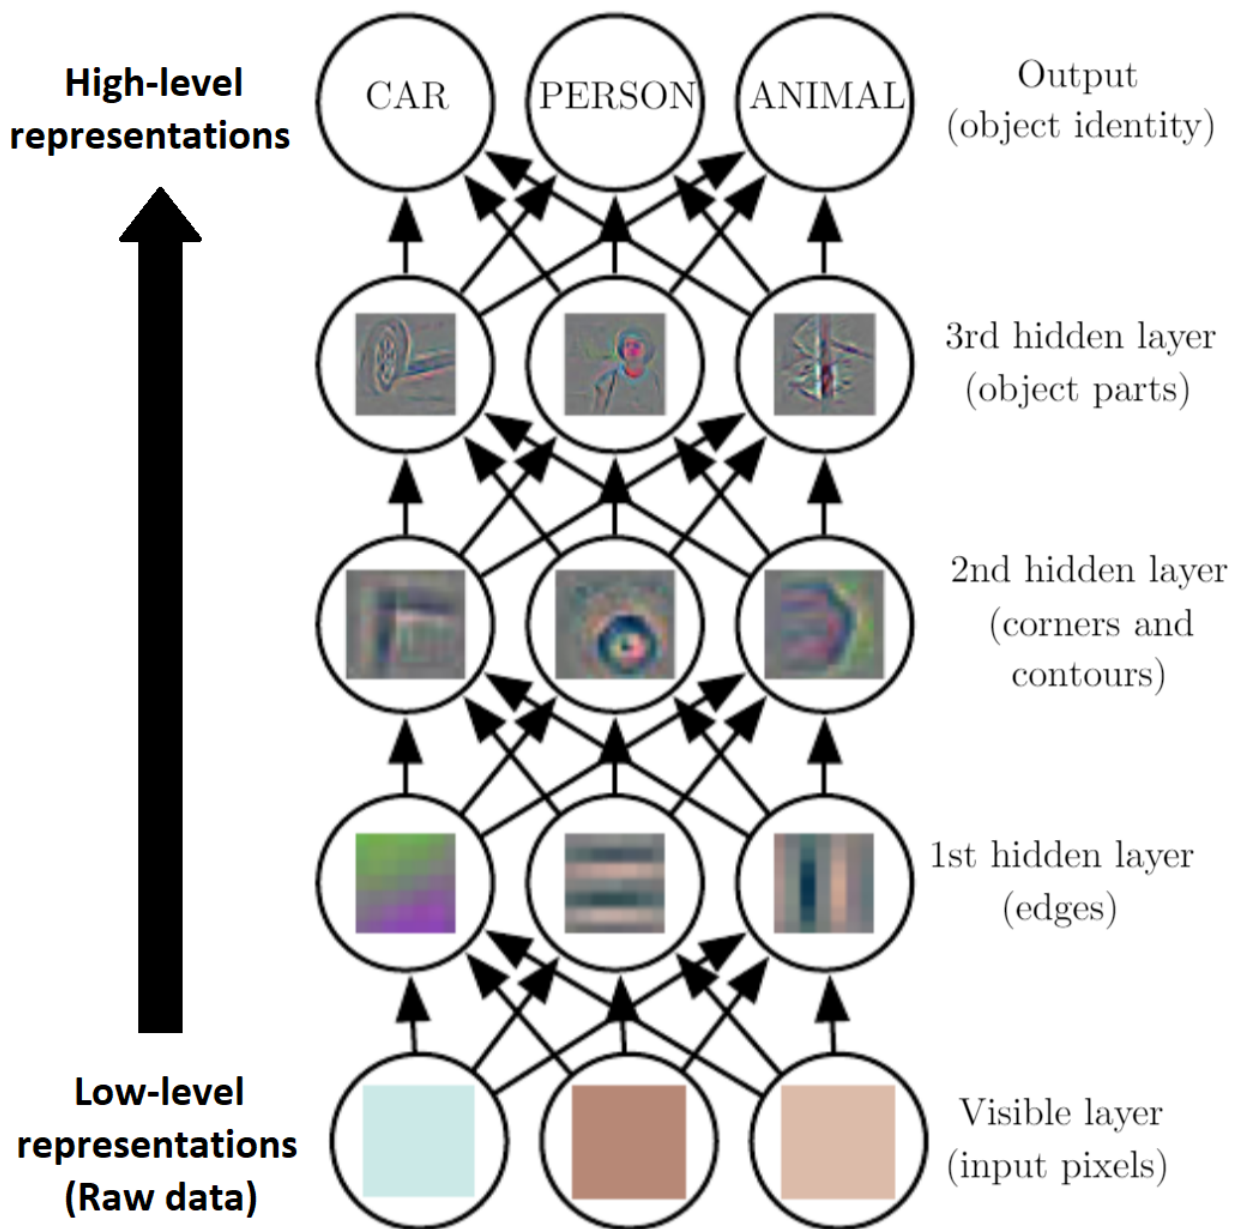 High-level
representations
CAR
PERSON
ANIMAL
Output
(object identity)
3rd hidden layer
(object parts)
2nd hidden layer
(corners and
contours)
1st hidden layer
(edges)
Low-level
representations
(Raw data)
Visible layer
(input pixels)